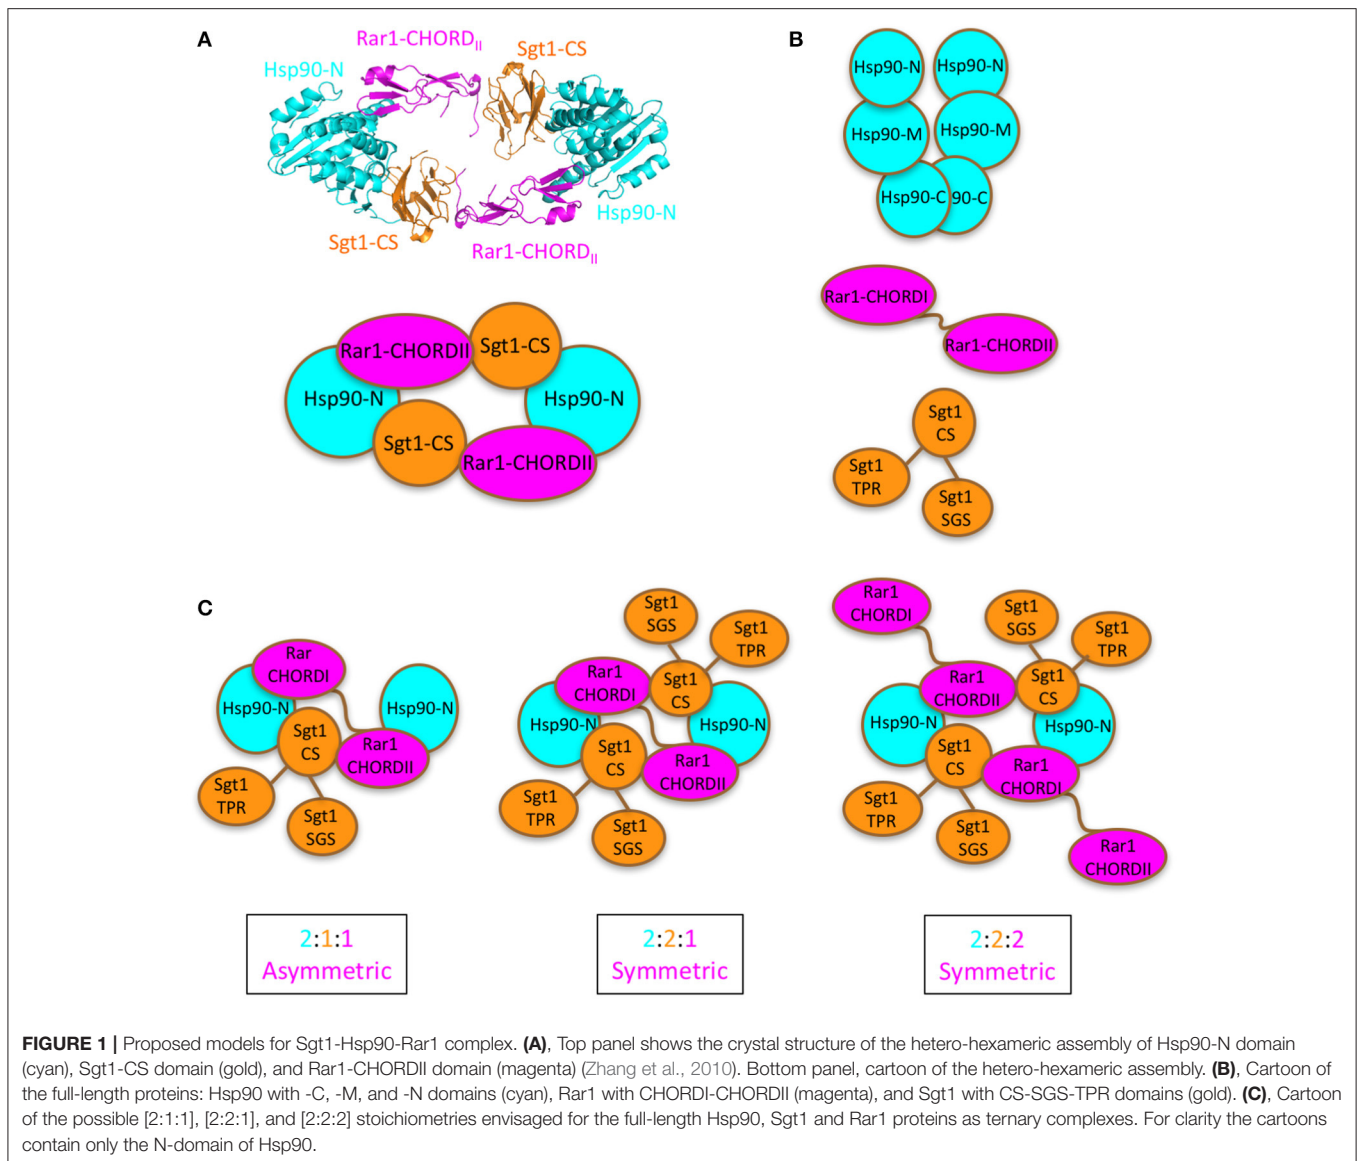 A
Rar1-CHORDII
Sgt1-CS
Hsp90-N
Hsp90-N
Sgt1-CS
Rar1-CHORDII
Rar1-CHORDII
Sgt1-CS
Hsp90-N
Hsp90-N
Sgt1-CS
Rar1-CHORDII
B
Hsp90-N
Hsp90-N
Hsp90-M
Hsp90-M
Hsp90-C
90-C
Rar1-CHORDI
Rar1-CHORDII
Sgt1
CS
Sgt1
TPR
Sgt1
SGS
C
Rar
CHORDI
Hsp90-N
Hsp90-N
Sgt1
CS
Rar1
CHORDII
Sgt1
TPR
Sgt1
SGS
Sgt1
SGS
Sgt1
TPR
Rar1
CHORDI
Sgt1
CS
Hsp90-N
Hsp90-N
Sgt1
CS
Rar1
CHORDII
Sgt1
TPR
Sgt1
SGS
Rar1
CHORDI
Sgt1
SGS
Sgt1
TPR
Rar1
CHORDII
Sgt1
CS
Hsp90-N
Hsp90-N
Sgt1
CS
Rar1
CHORDI
Sgt1
TPR
Sgt1
SGS
Rar1
CHORDII
2:1:1
Asymmetric
2:2:1
Symmetric
2:2:2
Symmetric
FIGURE 1 | Proposed models for Sgt1-Hsp90-Rar1 complex. (A), Top panel shows the crystal structure of the hetero-hexameric assembly of Hsp90-N domain
(cyan), Sgt1-CS domain (gold), and Rar1-CHORDII domain (magenta) (Zhang et al., 2010). Bottom panel, cartoon of the hetero-hexameric assembly. (B), Cartoon of
the full-length proteins: Hsp90 with -C, -M, and -N domains (cyan), Rar1 with CHORDI-CHORDII (magenta), and Sgt1 with CS-SGS-TPR domains (gold). (C), Cartoon
of the possible [2:1:1], [2:2:1], and [2:2:2] stoichiometries envisaged for the full-length Hsp90, Sgt1 and Rar1 proteins as ternary complexes. For clarity the cartoons
contain only the N-domain of Hsp90.